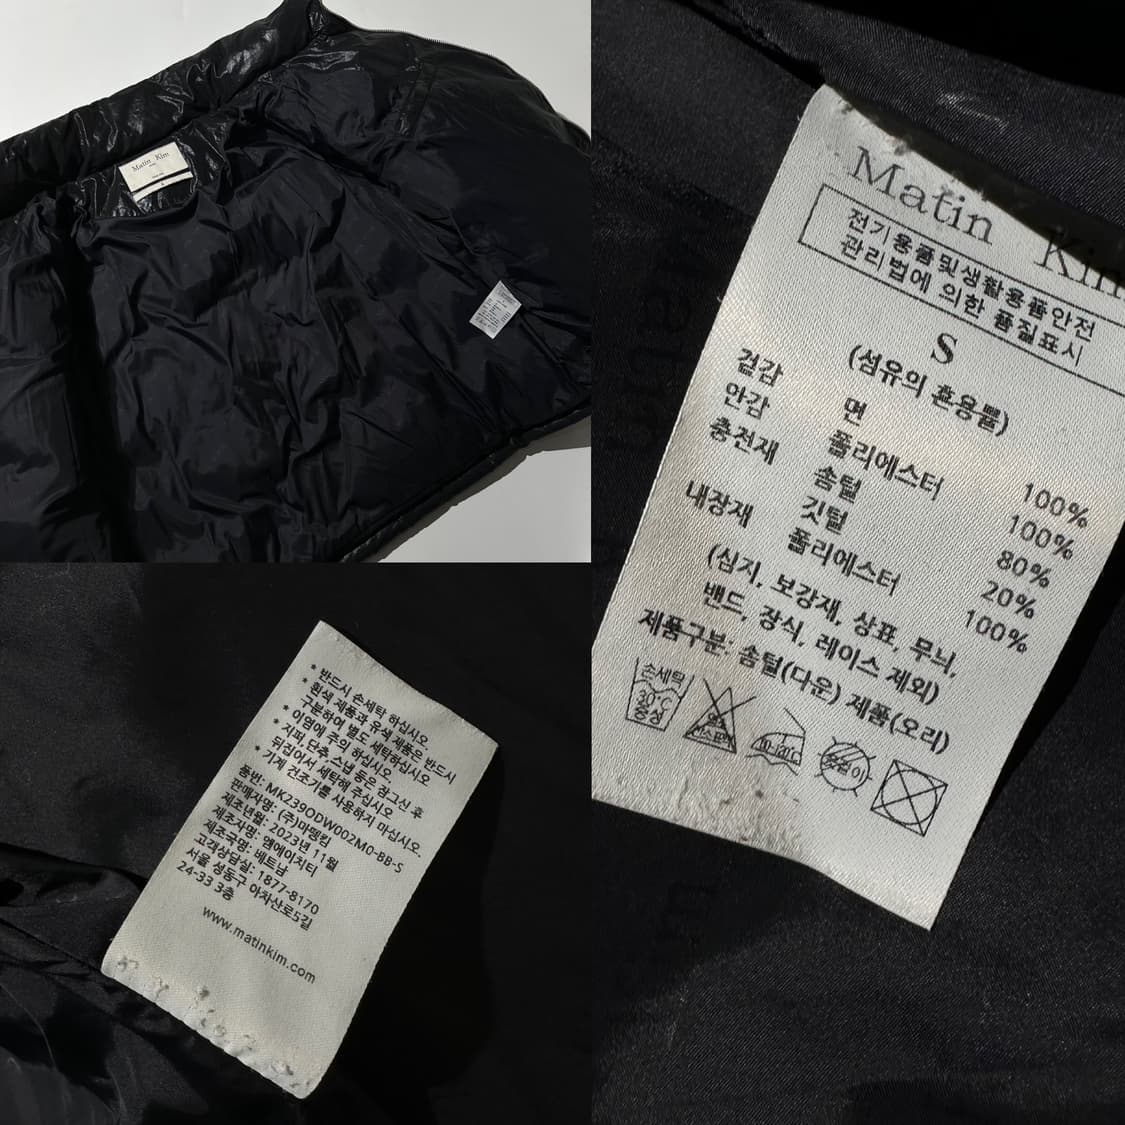 Matin Kim
Matin Kim
전기용품및생활용품안전
관리법에 의한 품질표시
S
(섬유의 혼용률)
겉감 면 100%
안감 폴리에스터 100%
충전재 솜털 80%
깃털 20%
내장재 폴리에스터 100%
(심지, 보강재, 상표, 무늬,
밴드, 장식, 레이스 제외)
제품구분: 솜털(다운) 제품(오리)
손세탁
30°C
중성
* 반드시 손세탁 하십시오.
* 흰색 제품과 유색 제품은 반드시
구분하여 별도 세탁하십시오
* 이염에 주의 하십시오.
* 지퍼,단추,스냅 등은 잠그신 후
뒤집어서 세탁해 주십시오
* 기계 건조기를 사용하지 마십시오.
품번: MK239ODW002M0-BB-S
판매자명: (주)마뗑킴
제조년월: 2023년 11월
제조자명: 엠에이치티
제조국명: 베트남
고객상담실: 1877-8170
서울 성동구 아차산로5길
24-33 3층
www.matinkim.com